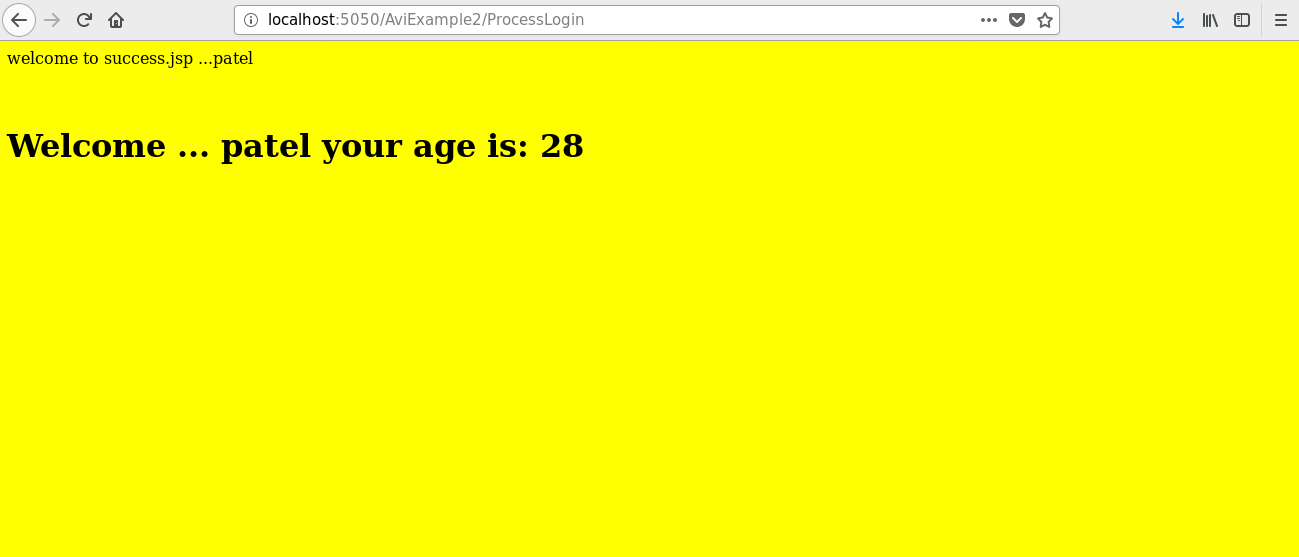 localhost:5050/AviExample2/ProcessLogin
welcome to success.jsp ...patel
Welcome ... patel your age is: 28